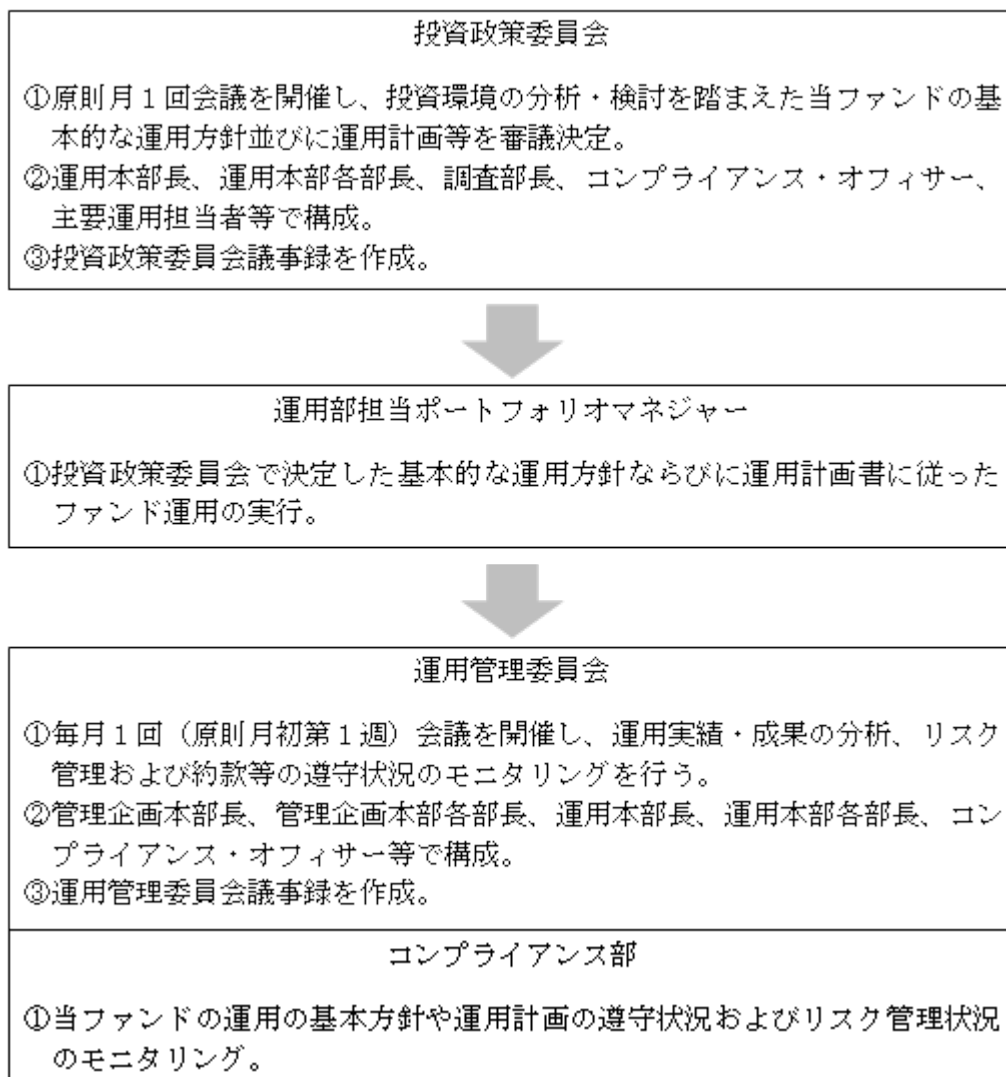 投資政策委員会
①原則月１回会議を開催し、投資環境の分析・検討を踏まえた当ファンドの基
本的な運用方針並びに運用計画等を審議決定。
②運用本部長、運用本部各部長、調査部長、コンプライアンス・オフィサー、
主要運用担当者等で構成。
③投資政策委員会議事録を作成。
運用部担当ポートフォリオマネジャー
①投資政策委員会で決定した基本的な運用方針ならびに運用計画書に従った
ファンド運用の実行。
運用管理委員会
①毎月１回（原則月初第１週）会議を開催し、運用実績・成果の分析、リスク
管理および約款等の遵守状況のモニタリングを行う。
②管理企画本部長、管理企画本部各部長、運用本部長、運用本部各部長、コン
プライアンス・オフィサー等で構成。
③運用管理委員会議事録を作成。
コンプライアンス部
①当ファンドの運用の基本方針や運用計画の遵守状況およびリスク管理状況
のモニタリング。